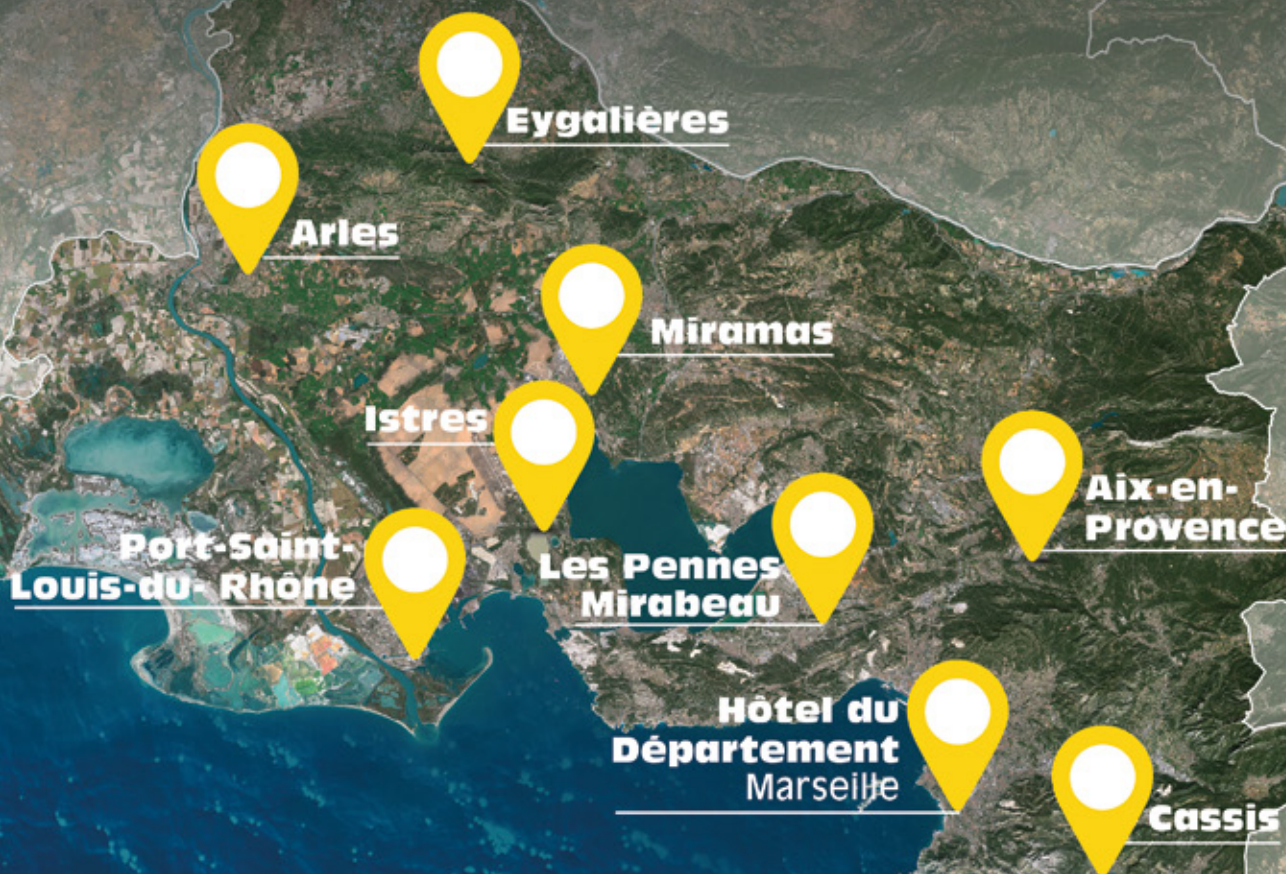 Eygalières
Arles
Miramas
Istres
Aix-en-
Provence
Port-Saint-
Louis-du- Rhône
Les Pennes
Mirabeau
Hôtel du
Département
Marseille
Cassis